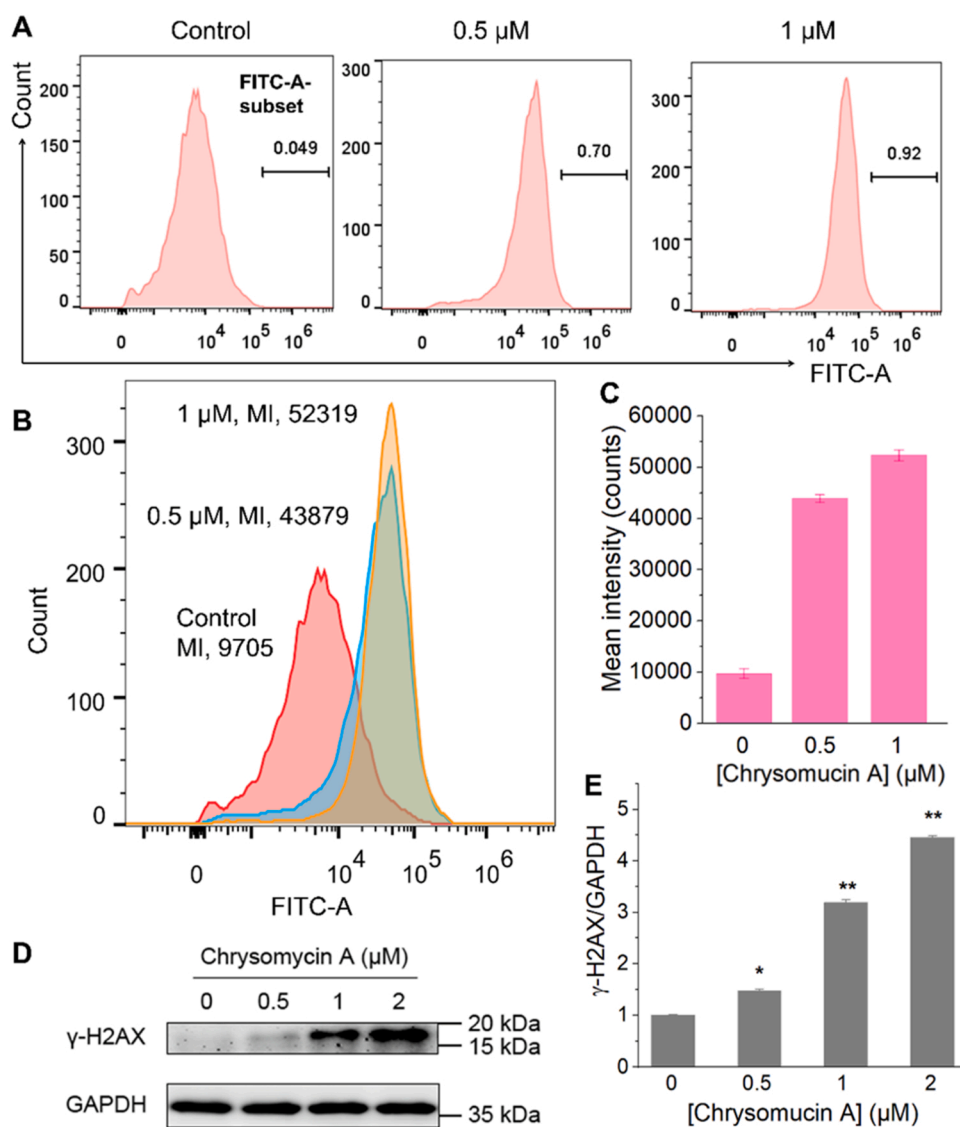 A
Control
0.5 µM
1 µM
Count
200
150
100
50
0
FITC-A-
subset
0.049
0
10^4
10^5
10^6
300
200
100
0
0.70
0
10^4
10^5
10^6
300
200
100
0
0.92
0
10^4
10^5
10^6
FITC-A
B
1 µM, MI, 52319
0.5 µM, MI, 43879
Control
MI, 9705
Count
300
200
100
0
0
10^4
10^5
10^6
FITC-A
C
Mean intensity (counts)
60000
50000
40000
30000
20000
10000
0
0
0.5
1
[Chrysomucin A] (µM)
D
Chrysomycin A (µM)
0
0.5
1
2
γ-H2AX
20 kDa
15 kDa
GAPDH
35 kDa
E
γ-H2AX/GAPDH
5
4
3
2
1
0
*
**
**
0
0.5
1
2
[Chrysomucin A] (µM)